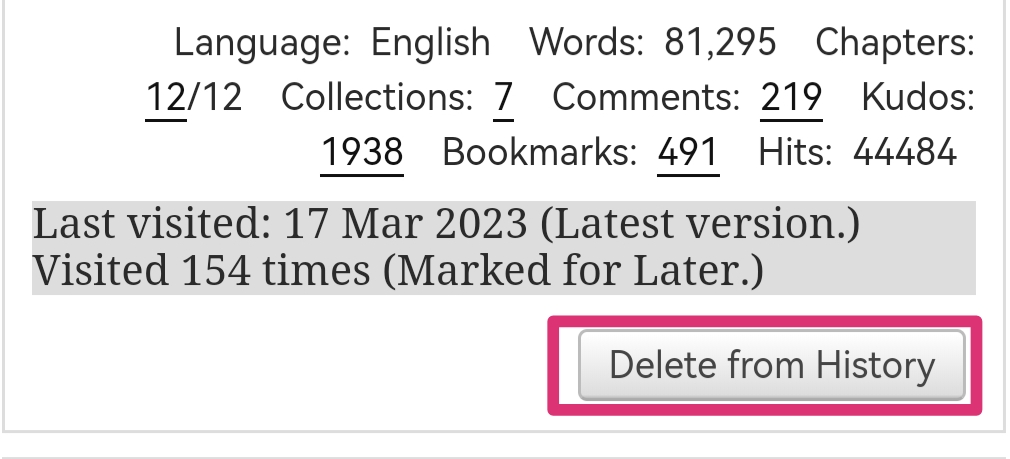 Language: English Words: 81,295 Chapters:
12/12 Collections: 7 Comments: 219 Kudos:
1938 Bookmarks: 491 Hits: 44484
Last visited: 17 Mar 2023 (Latest version.)
Visited 154 times (Marked for Later.)
Delete from History